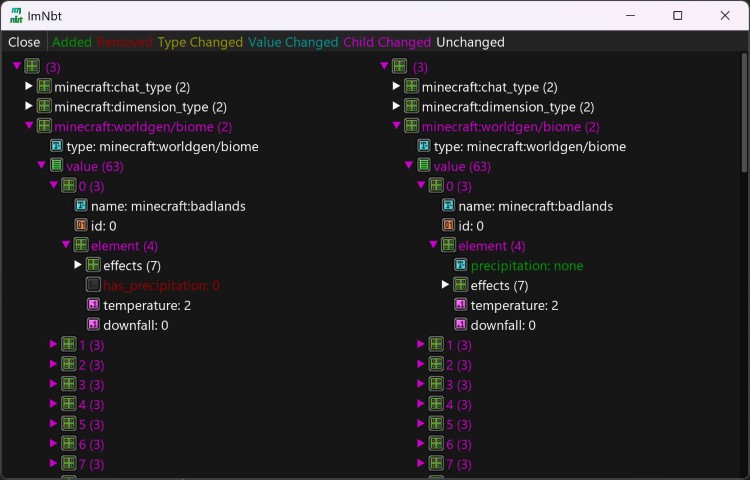 ImNbt
Close Added Removed Type Changed Value Changed Child Changed Unchanged
(3)
minecraft:chat_type (2)
minecraft:dimension_type (2)
minecraft:worldgen/biome (2)
type: minecraft:worldgen/biome
value (63)
0 (3)
name: minecraft:badlands
id: 0
element (4)
effects (7)
has_precipitation: 0
temperature: 2
downfall: 0
1 (3)
2 (3)
3 (3)
4 (3)
5 (3)
6 (3)
7 (3)
(3)
minecraft:chat_type (2)
minecraft:dimension_type (2)
minecraft:worldgen/biome (2)
type: minecraft:worldgen/biome
value (63)
0 (3)
name: minecraft:badlands
id: 0
element (4)
precipitation: none
effects (7)
temperature: 2
downfall: 0
1 (3)
2 (3)
3 (3)
4 (3)
5 (3)
6 (3)
7 (3)